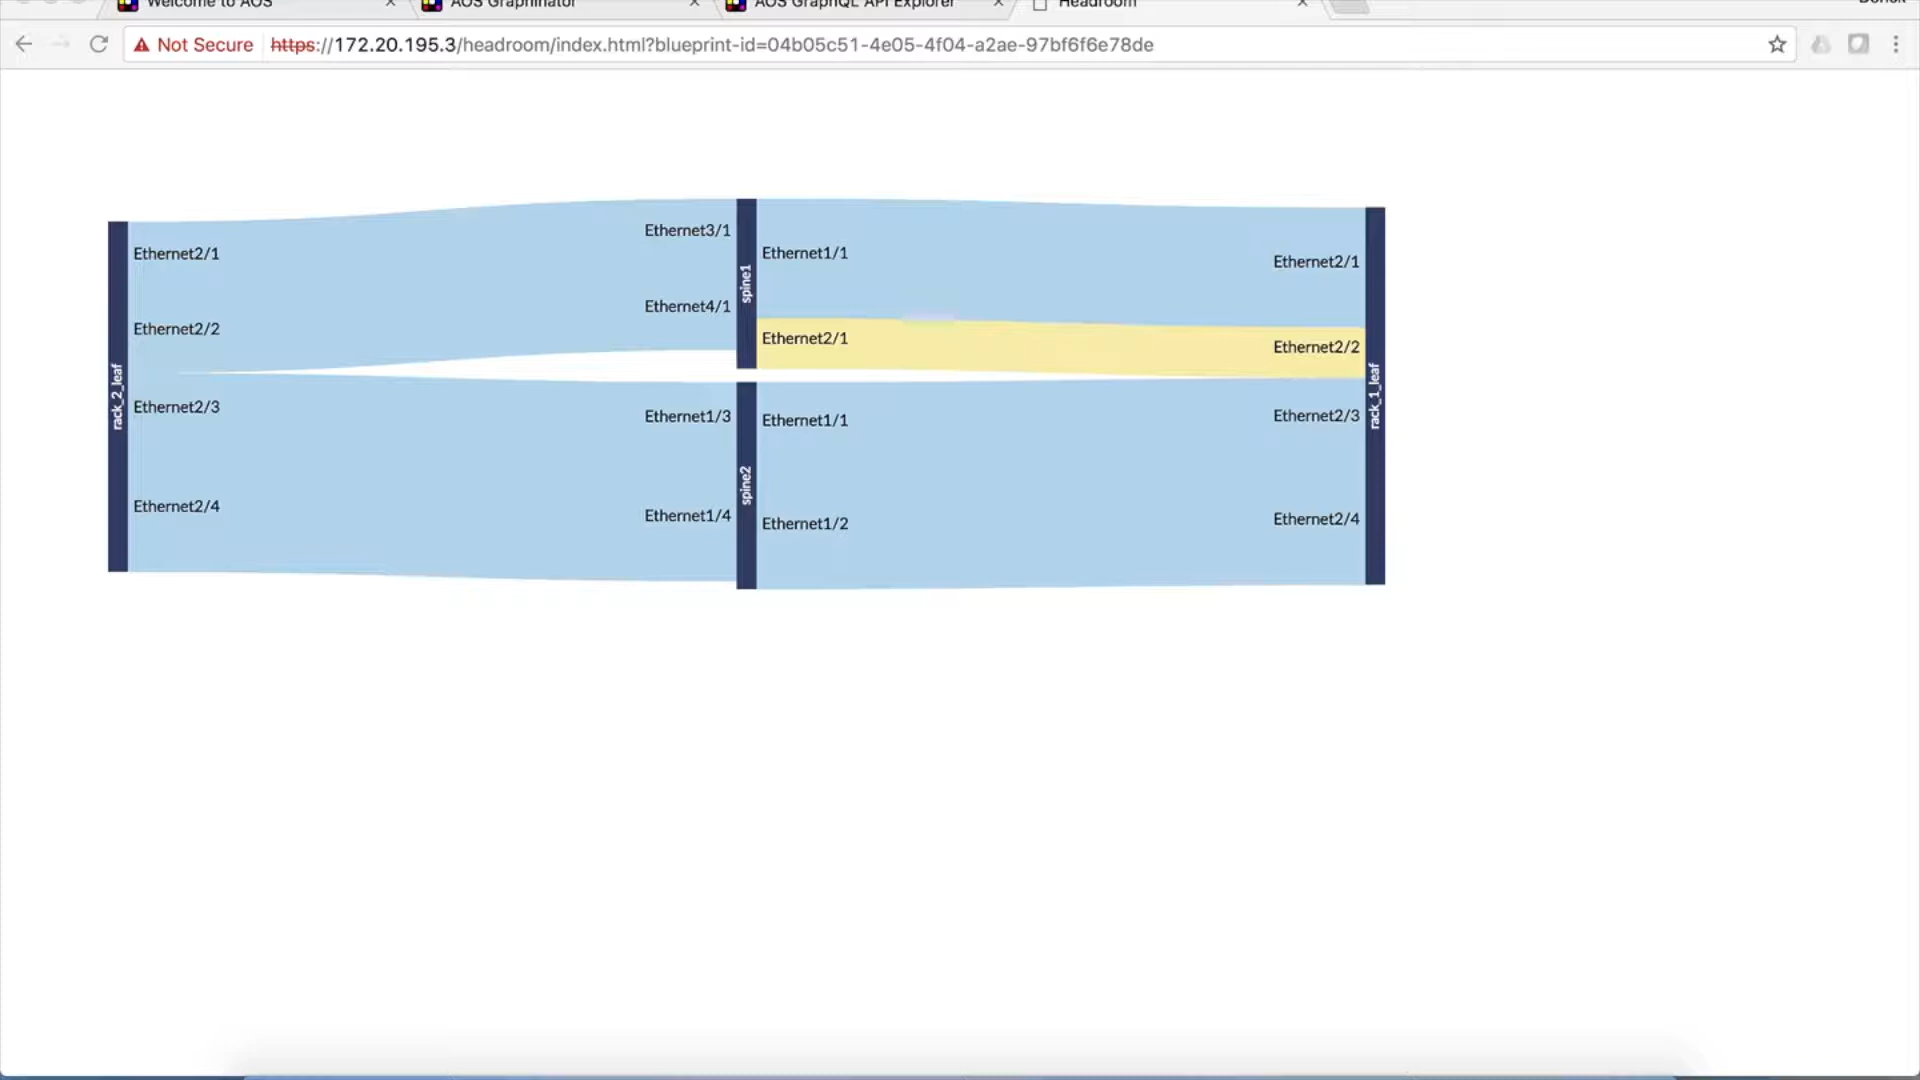 Welcome to AOS
AOS Graphinator
AOS GraphQL API Explorer
Headroom
Not Secure https://172.20.195.3/headroom/index.html?blueprint-id=04b05c51-4e05-4f04-a2ae-97bf6f6e78de
rack_2_leaf
Ethernet2/1
Ethernet2/2
Ethernet2/3
Ethernet2/4
Ethernet3/1
Ethernet4/1
Ethernet1/3
Ethernet1/4
spine1
spine2
Ethernet1/1
Ethernet2/1
Ethernet1/1
Ethernet1/2
Ethernet2/1
Ethernet2/2
Ethernet2/3
Ethernet2/4
rack_1_leaf